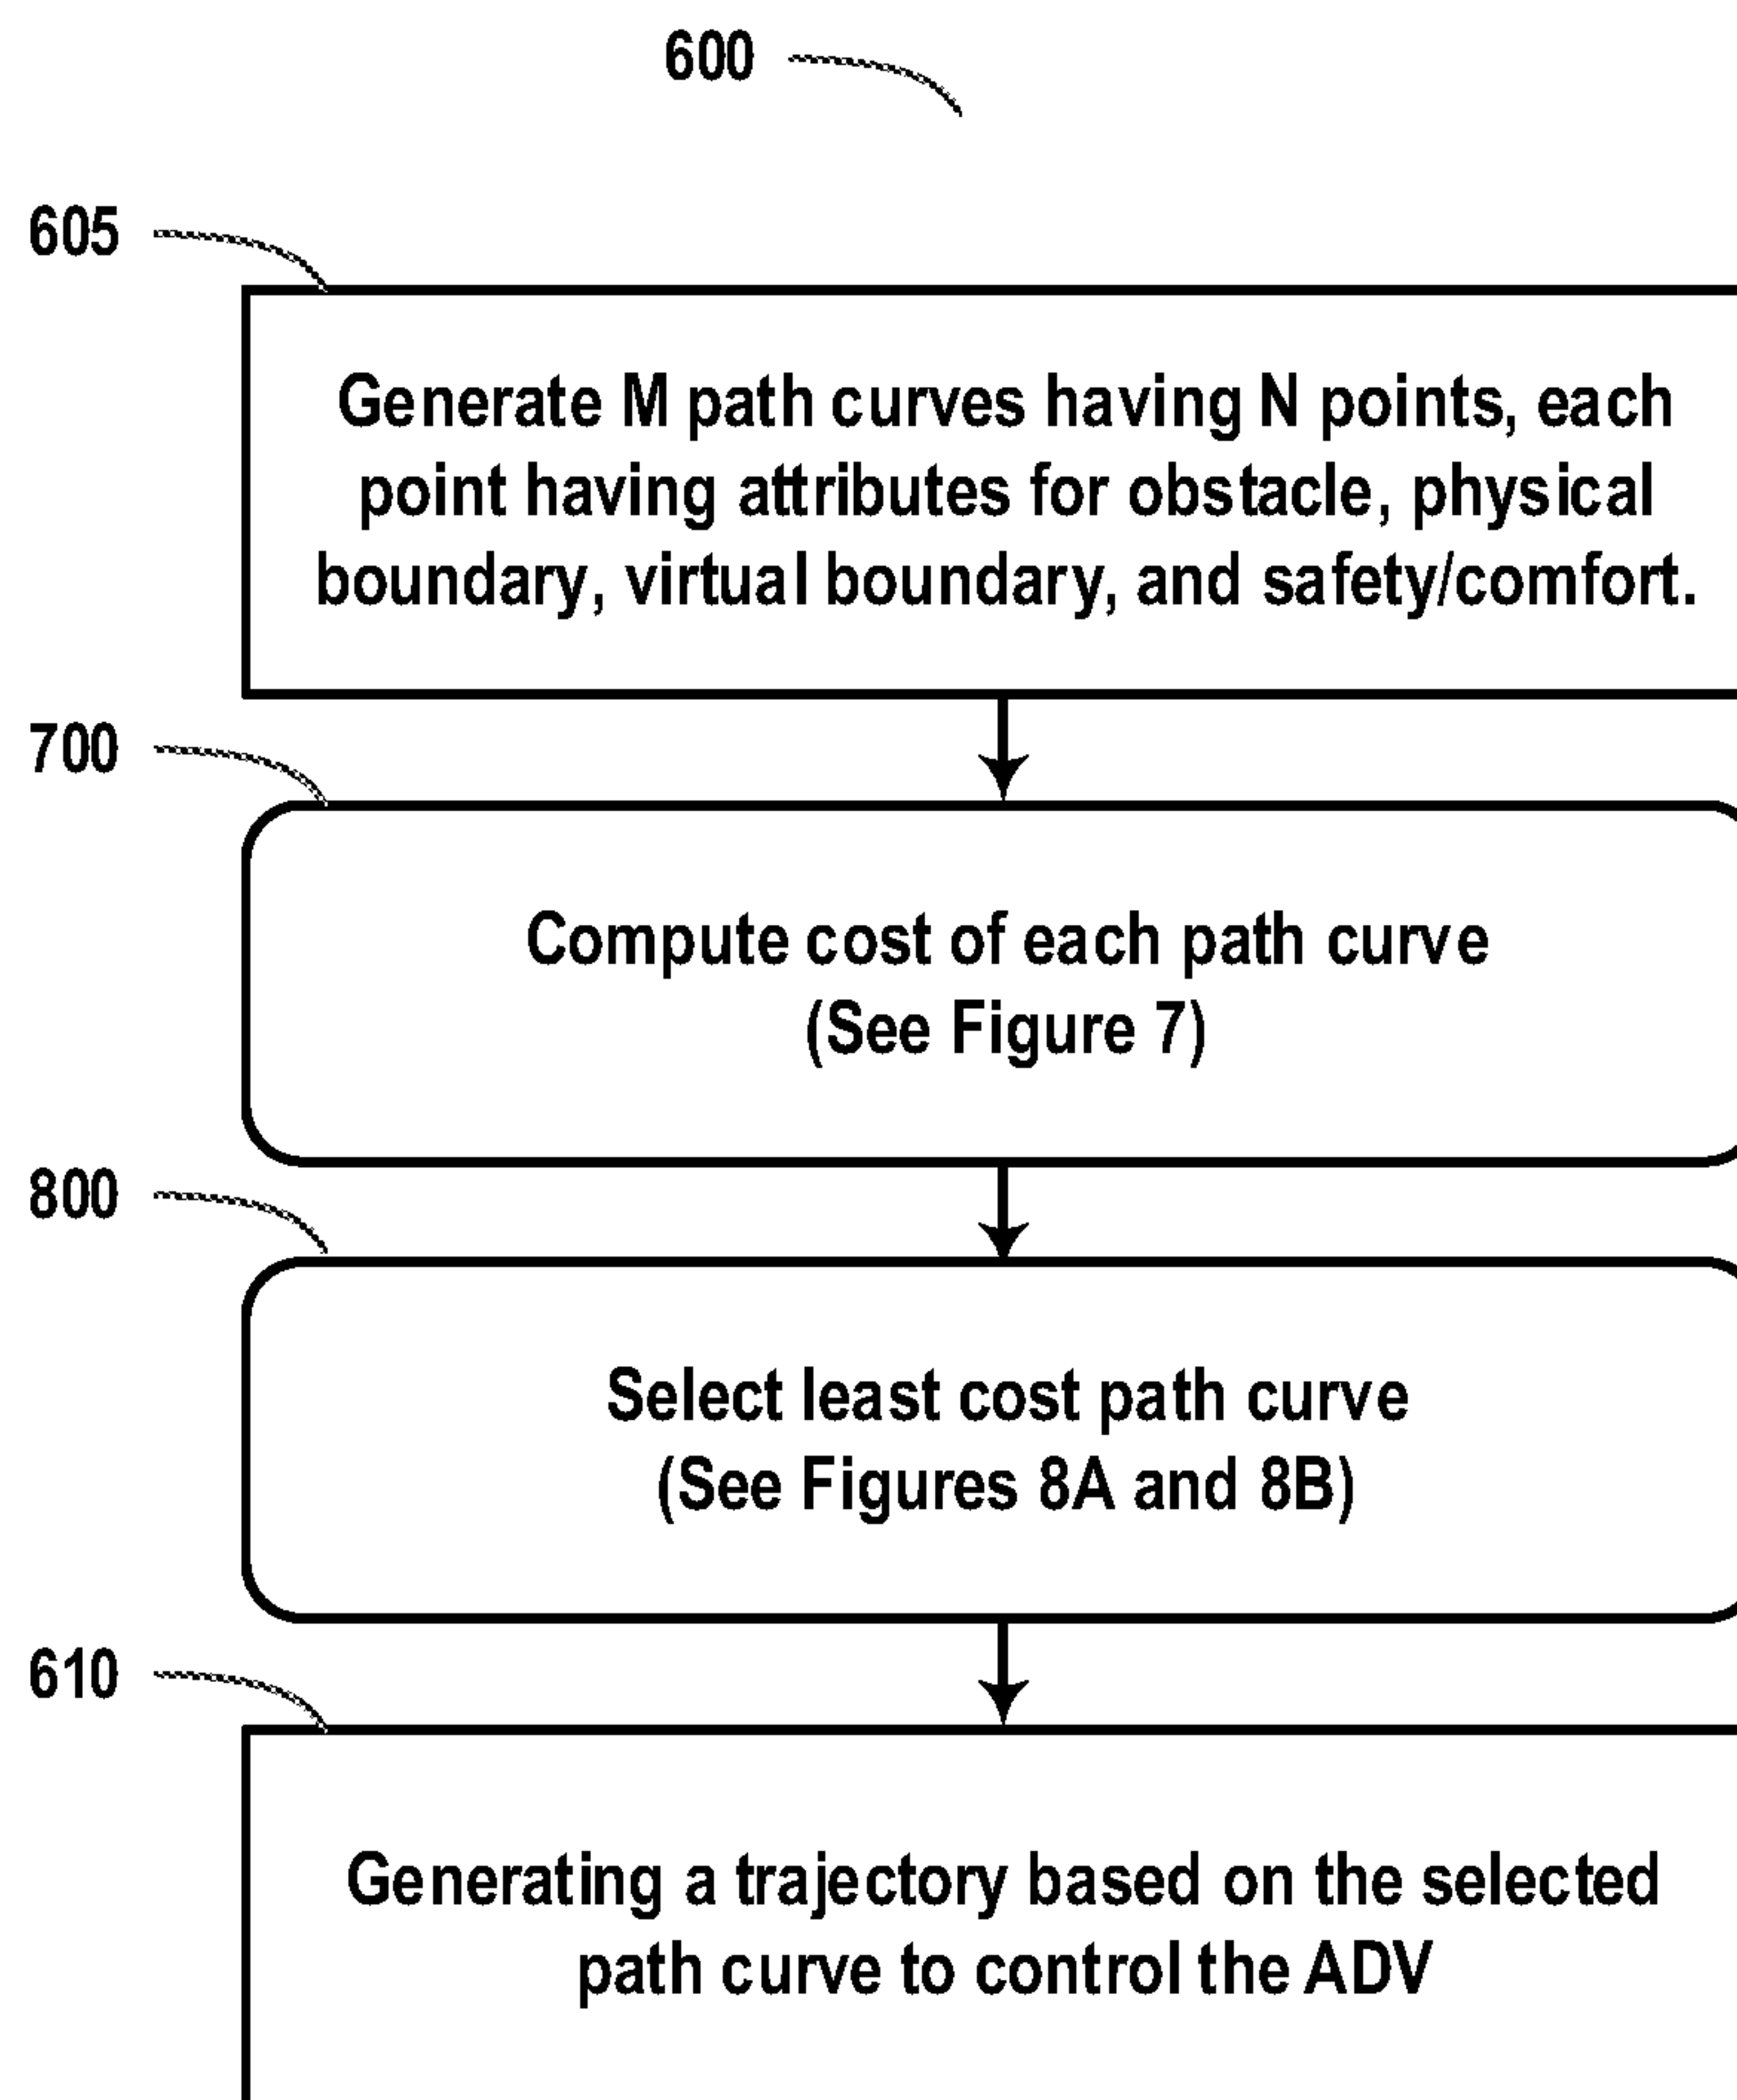 600
605
Generate M path curves having N points, each
point having attributes for obstacle, physical
boundary, virtual boundary, and safety/comfort.
700
Compute cost of each path curve
(See Figure 7)
800
Select least cost path curve
(See Figures 8A and 8B)
610
Generating a trajectory based on the selected
path curve to control the ADV